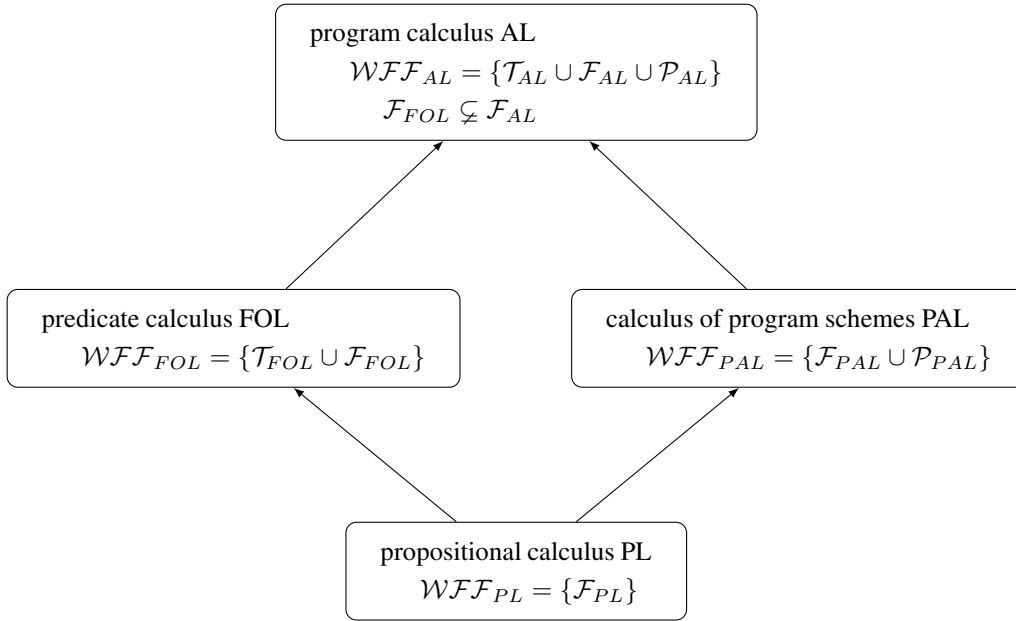 program calculus AL
𝒲ℱℱ_AL = {𝒯_AL ∪ ℱ_AL ∪ 𝒫_AL}
ℱ_FOL ⊊ ℱ_AL
predicate calculus FOL
𝒲ℱℱ_FOL = {𝒯_FOL ∪ ℱ_FOL}
calculus of program schemes PAL
𝒲ℱℱ_PAL = {ℱ_PAL ∪ 𝒫_PAL}
propositional calculus PL
𝒲ℱℱ_PL = {ℱ_PL}